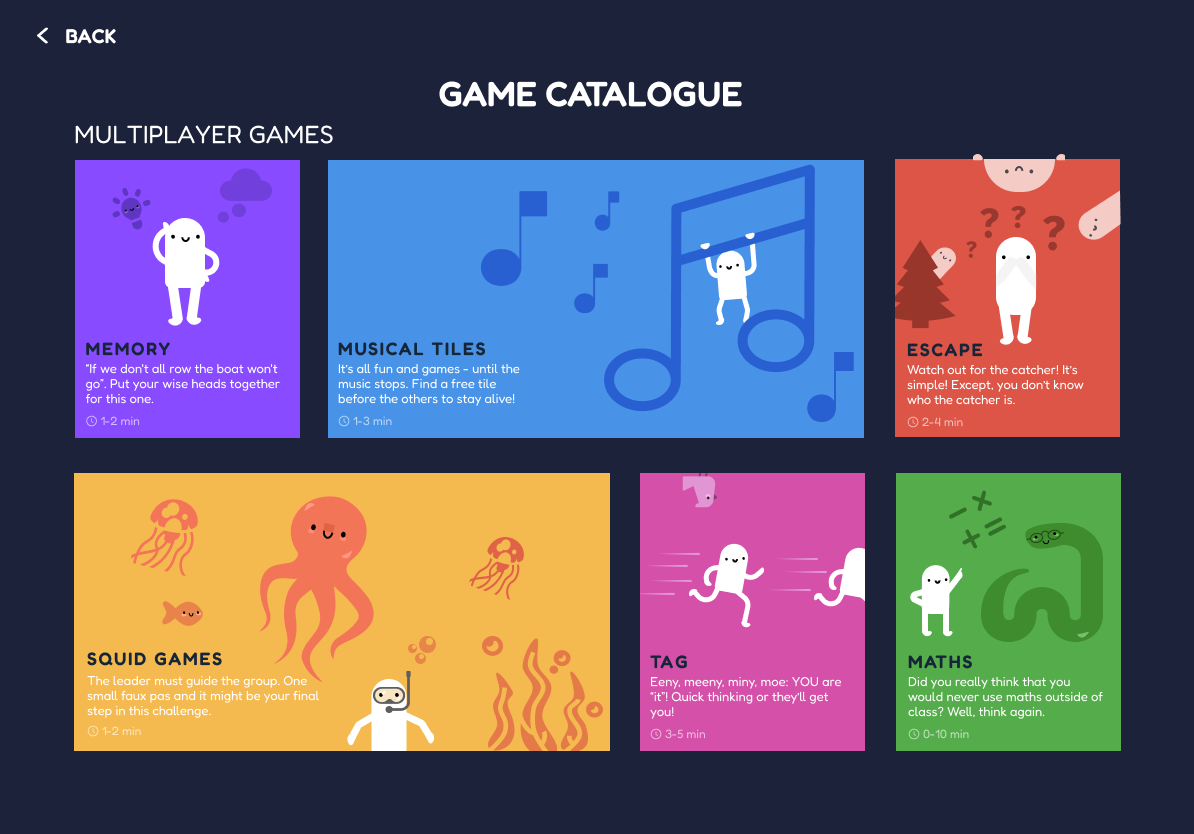 BACK
GAME CATALOGUE
MULTIPLAYER GAMES
MEMORY
"If we don't all row the boat won't
go". Put your wise heads together
for this one.
1-2 min
MUSICAL TILES
It's all fun and games - until the
music stops. Find a free tile
before the others to stay alive!
1-3 min
? ? ? ?
ESCAPE
Watch out for the catcher! It's
simple! Except, you don't know
who the catcher is.
2-4 min
SQUID GAMES
The leader must guide the group. One
small faux pas and it might be your final
step in this challenge.
1-2 min
TAG
Eeny, meeny, miny, moe: YOU are
"it"! Quick thinking or they'll get
you!
3-5 min
- +
+ =
MATHS
Did you really think that you
would never use maths outside of
class? Well, think again.
0-10 min